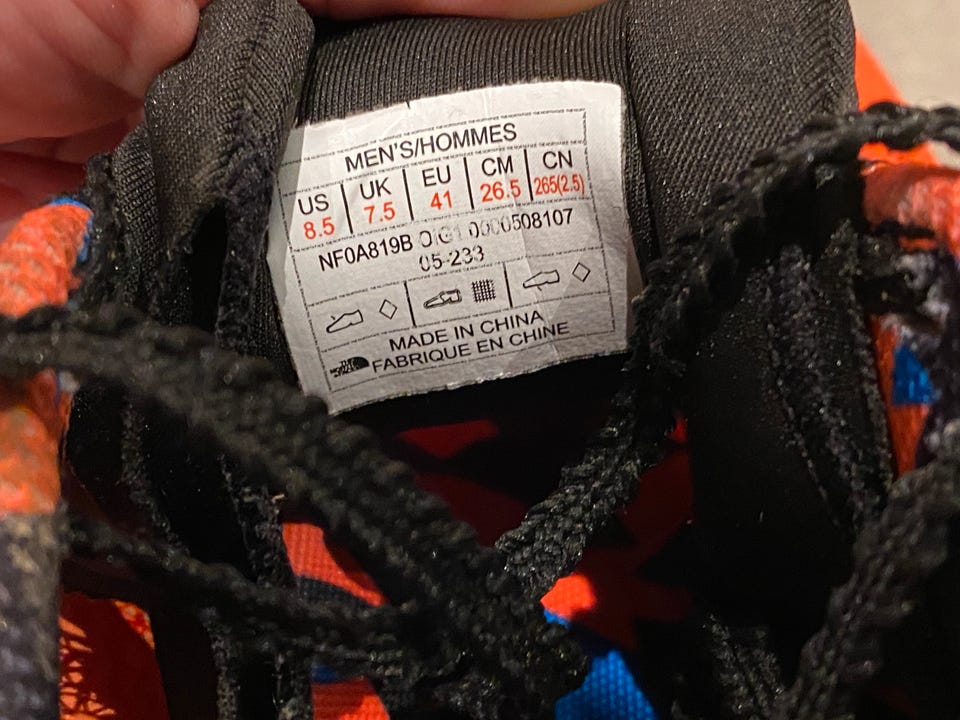 MEN'S/HOMMES
US UK EU CM CN
8.5 7.5 41 26.5 265(2.5)
NF0A819B 0000508107
05-233
MADE IN CHINA
FABRIQUE EN CHINE